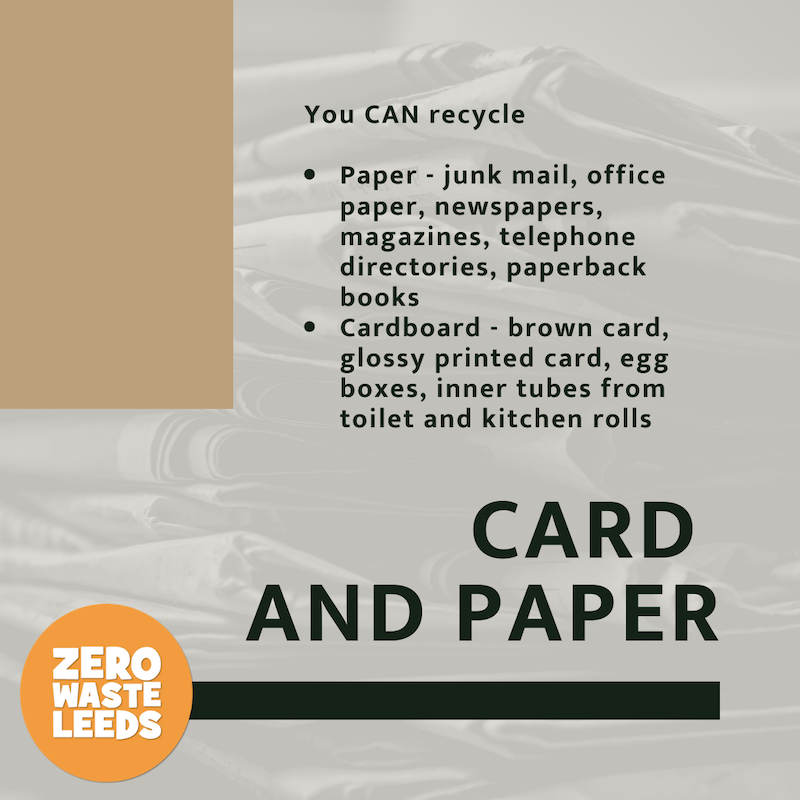 You CAN recycle
• Paper - junk mail, office
paper, newspapers,
magazines, telephone
directories, paperback
books
• Cardboard - brown card,
glossy printed card, egg
boxes, inner tubes from
toilet and kitchen rolls
CARD
AND PAPER
ZERO
WASTE
LEEDS